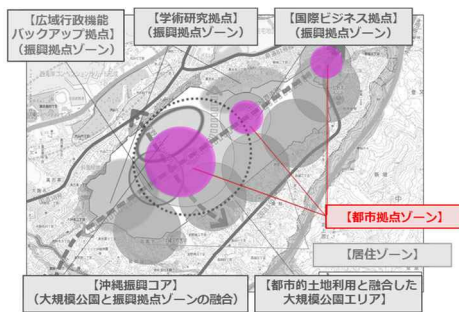 【広域行政機能
バックアップ拠点】
(振興拠点ゾーン)
【学術研究拠点】
(振興拠点ゾーン)
【国際ビジネス拠点】
(振興拠点ゾーン)
【都市拠点ゾーン】
【居住ゾーン】
【沖縄振興コア】
(大規模公園と振興拠点ゾーンの融合)
【都市的土地利用と融合した
大規模公園エリア】